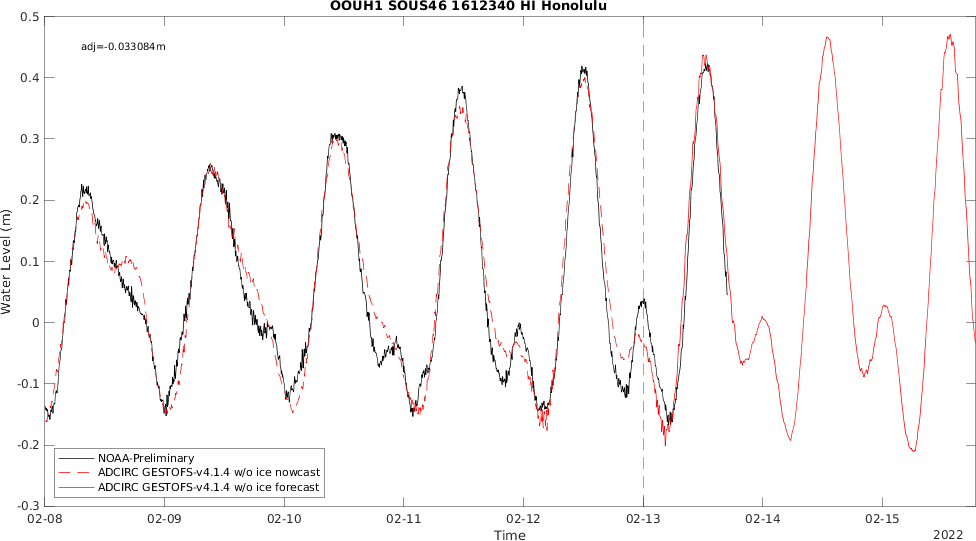 OOUH1 SOUS46 1612340 HI Honolulu
adj=-0.033084m
0.5
0.4
0.3
0.2
0.1
0
-0.1
-0.2
-0.3
Water Level (m)
NOAA-Preliminary
ADCIRC GESTOFS-v4.1.4 w/o ice nowcast
ADCIRC GESTOFS-v4.1.4 w/o ice forecast
02-08 02-09 02-10 02-11 02-12 02-13 02-14 02-15
Time
2022